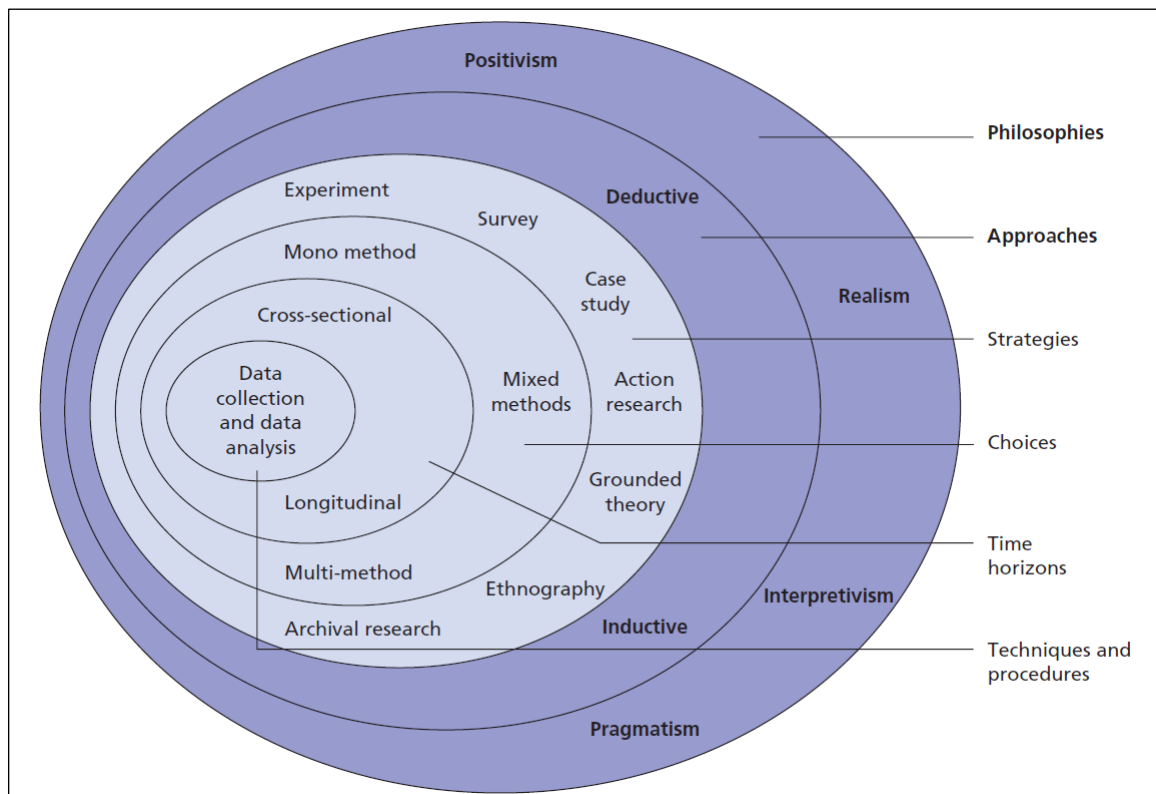 Positivism
Philosophies
Experiment
Deductive
Survey
Approaches
Mono method
Case
study
Realism
Cross-sectional
Strategies
Data
collection
and data
analysis
Mixed
methods
Action
research
Choices
Grounded
theory
Longitudinal
Time
horizons
Multi-method
Ethnography
Interpretivism
Archival research
Inductive
Techniques and
procedures
Pragmatism